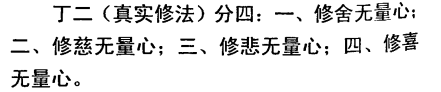 丁二（真实修法）分四：一、修舍无量心；
二、修慈无量心；三、修悲无量心；四、修喜
无量心。